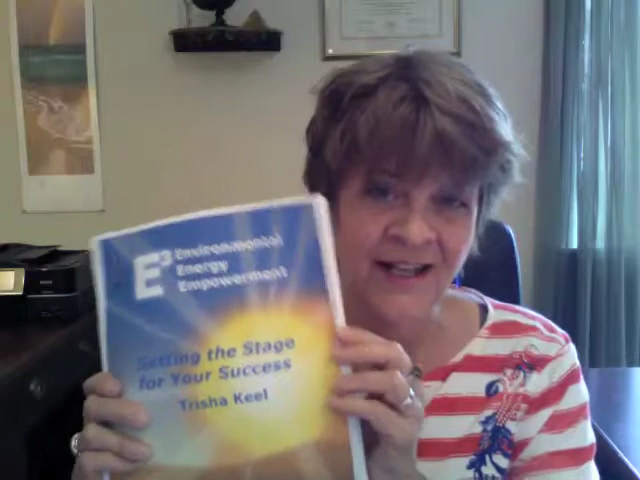 E³ Environmental
Energy
Empowerment
Setting the Stage
for Your Success
Trisha Keel